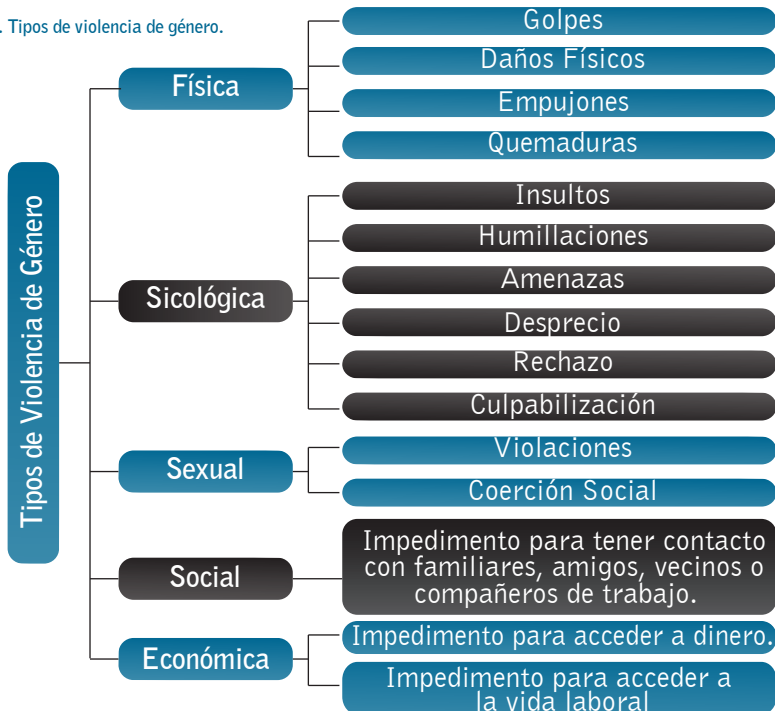 . Tipos de violencia de género.
Tipos de Violencia de Género
Física
Golpes
Daños Físicos
Empujones
Quemaduras
Sicológica
Insultos
Humillaciones
Amenazas
Desprecio
Rechazo
Culpabilización
Sexual
Violaciones
Coerción Social
Social
Impedimento para tener contacto
con familiares, amigos, vecinos o
compañeros de trabajo.
Económica
Impedimento para acceder a dinero.
Impedimento para acceder a
la vida laboral